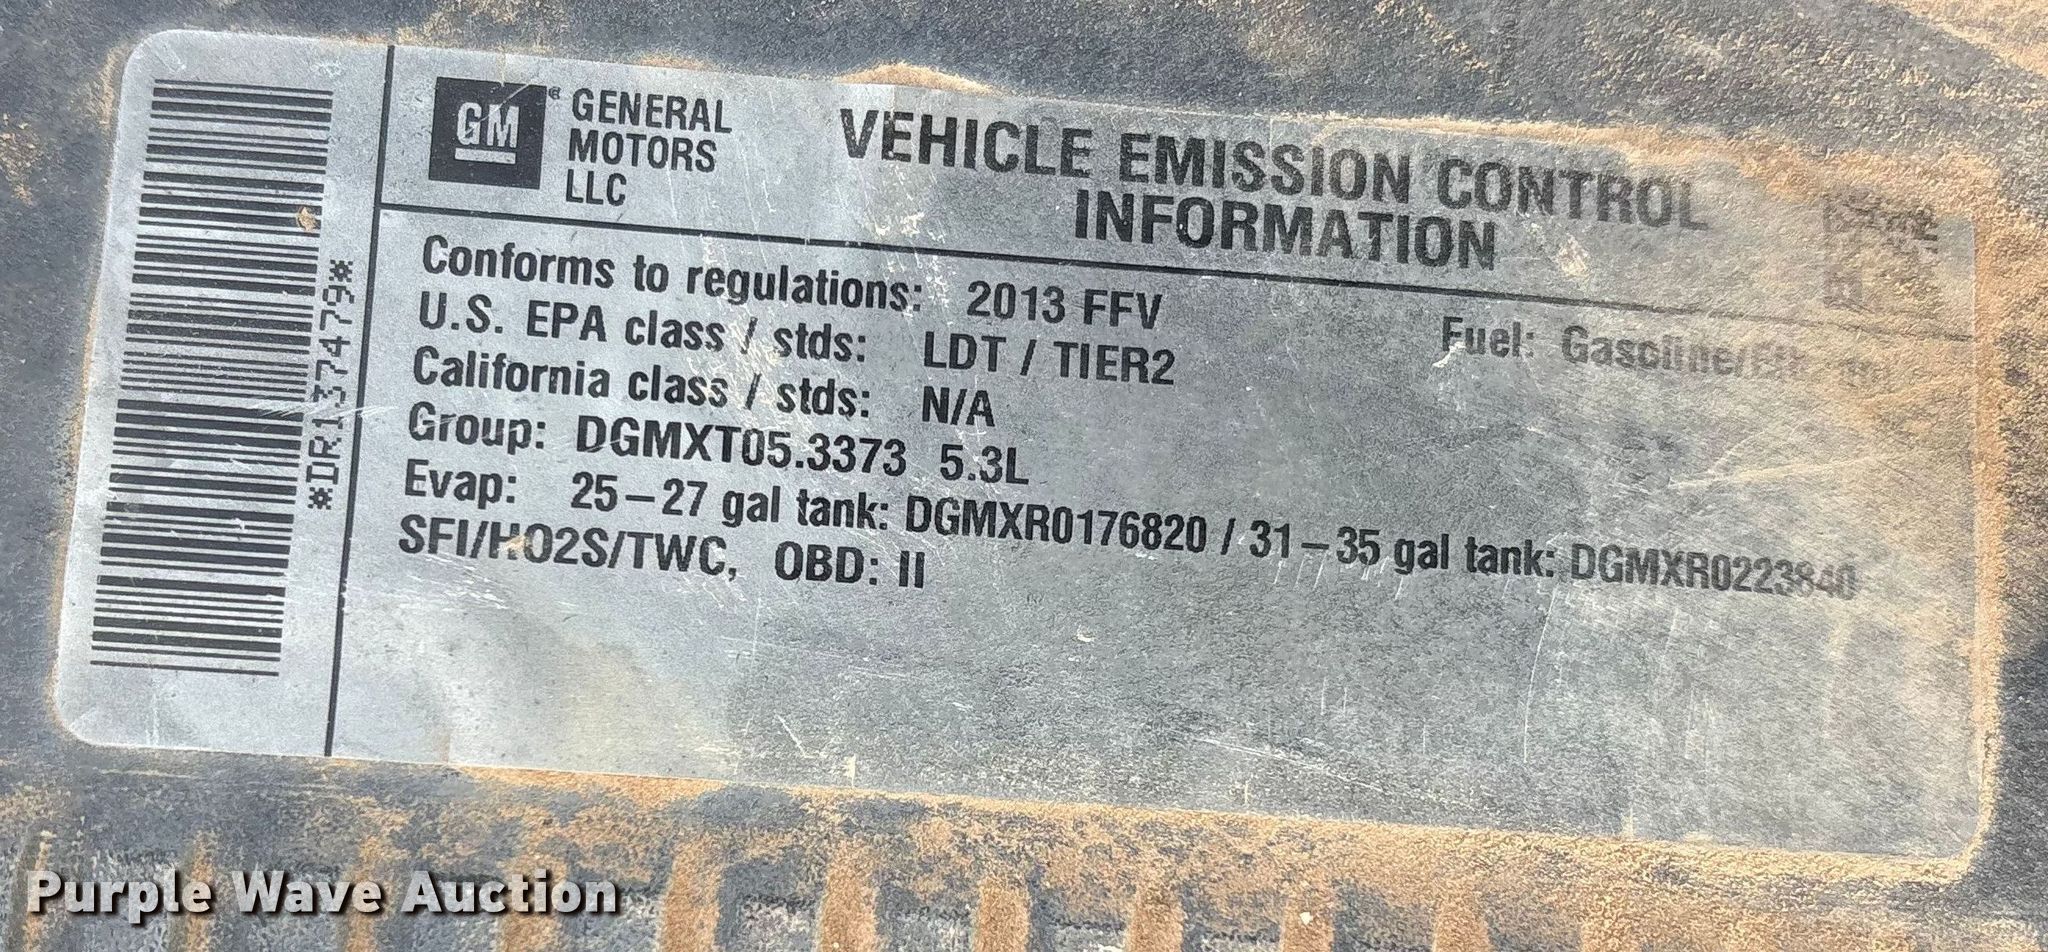 *DR137479*
GM
GENERAL
MOTORS
LLC
VEHICLE EMISSION CONTROL
INFORMATION
Conforms to regulations: 2013 FFV
Fuel: Gasoline/
U.S. EPA class / stds: LDT / TIER2
California class / stds: N/A
Group: DGMXT05.3373 5.3L
Evap: 25-27 gal tank: DGMXR0176820 / 31-35 gal tank: DGMXR0223840
SFI/HO2S/TWC, OBD: II
Purple Wave Auction